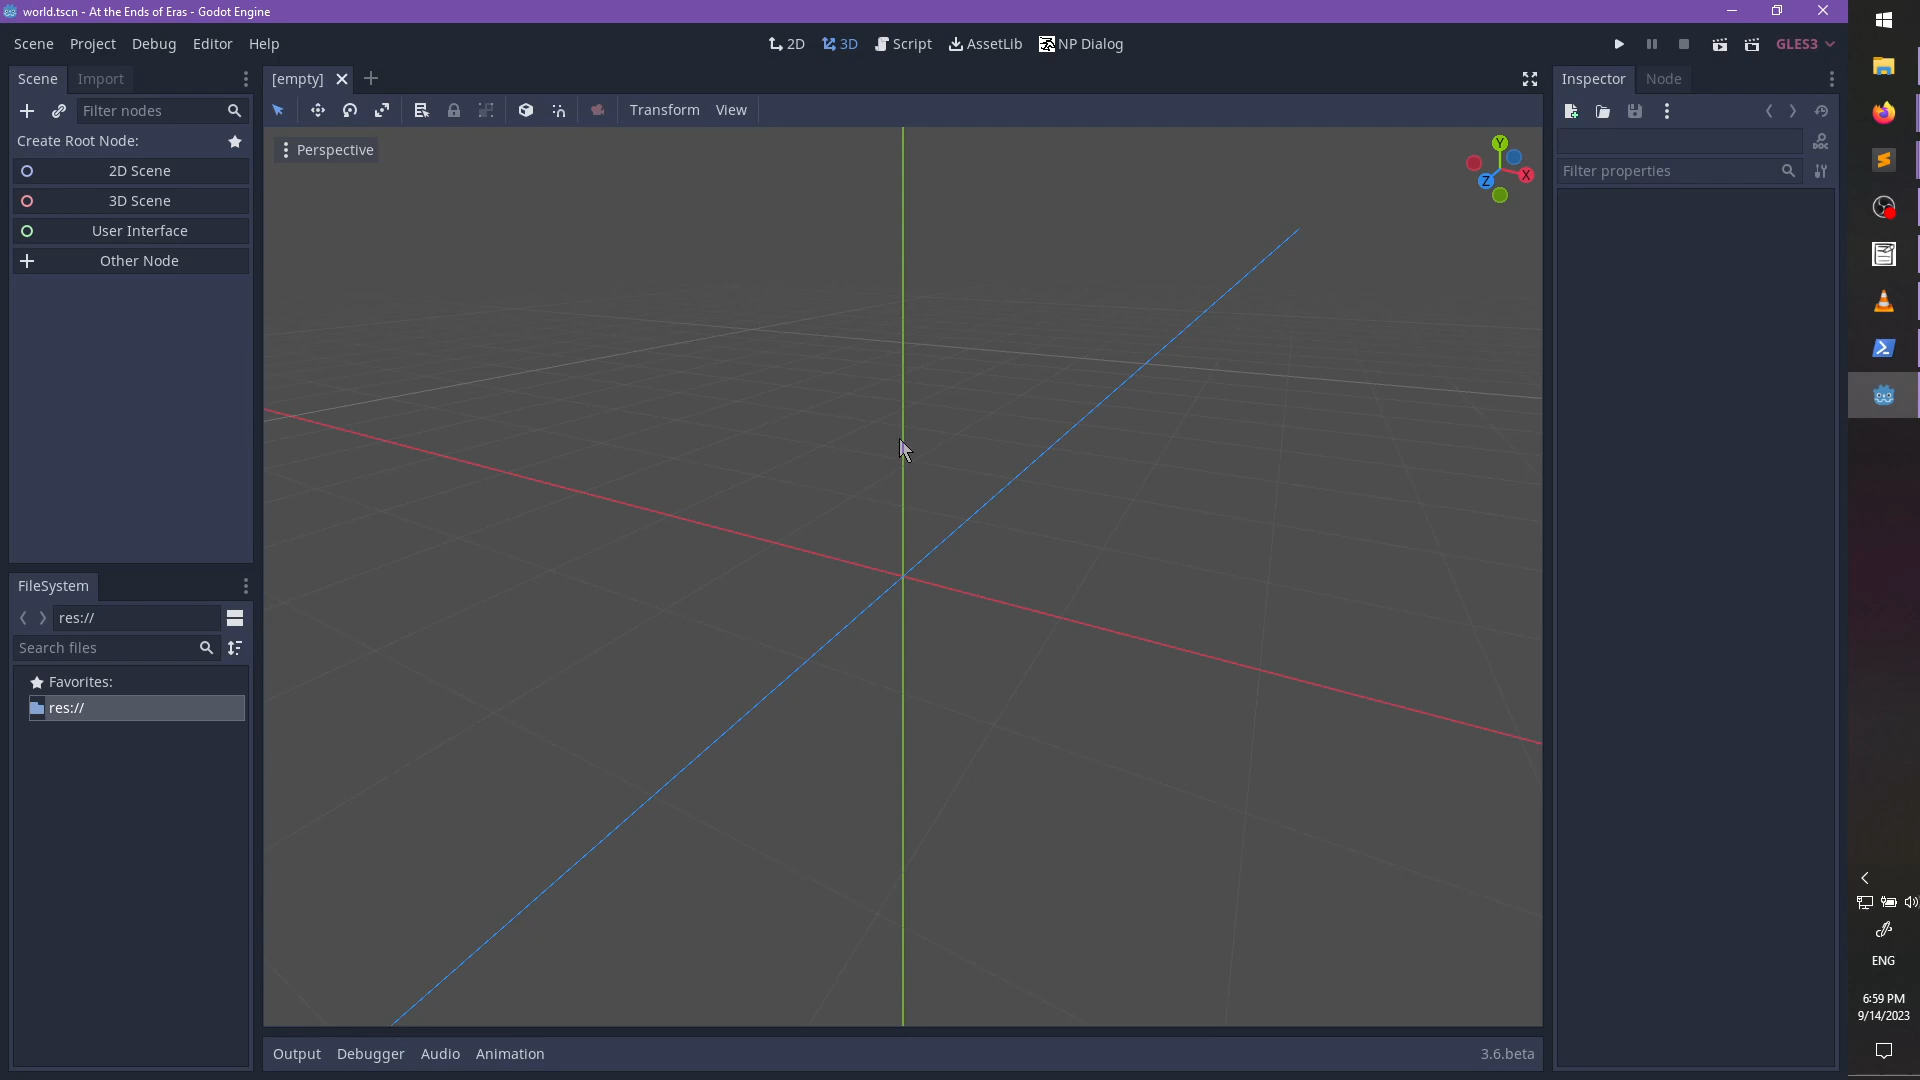 world.tscn - At the Ends of Eras - Godot Engine
Scene Project Debug Editor Help
2D 3D Script AssetLib NP Dialog
GLES3
Scene Import
[empty]
Inspector Node
Filter nodes
Transform View
Create Root Node:
Perspective
Y
X
Z
DOC
Filter properties
2D Scene
3D Scene
User Interface
Other Node
FileSystem
res://
Search files
Favorites:
res://
Output Debugger Audio Animation
3.6.beta
ENG
6:59 PM
9/14/2023